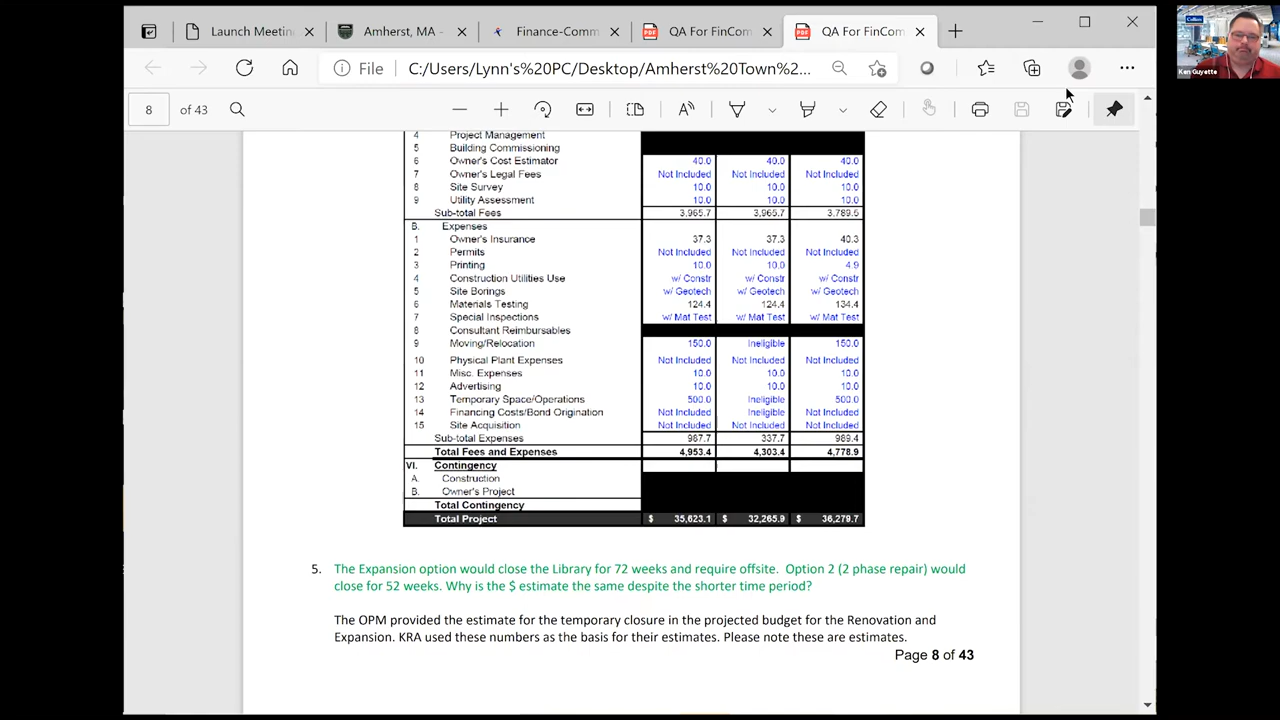 Launch Meetin
Amherst, MA -
Finance-Comm
QA For FinCom
QA For FinCom
File C:/Users/Lynn's%20PC/Desktop/Amherst%20Town%2...
8 of 43
4 Project Management
5 Building Commissioning
6 Owner's Cost Estimator 40.0 40.0 40.0
7 Owner's Legal Fees Not Included Not Included Not Included
8 Site Survey 10.0 10.0 10.0
9 Utility Assessment 10.0 10.0 10.0
Sub-total Fees 3,965.7 3,965.7 3,789.5
B. Expenses
1 Owner's Insurance 37.3 37.3 40.3
2 Permits Not Included Not Included Not Included
3 Printing 10.0 10.0 4.9
4 Construction Utilities Use w/ Constr w/ Constr w/ Constr
5 Site Borings w/ Geotech w/ Geotech w/ Geotech
6 Materials Testing 124.4 124.4 134.4
7 Special Inspections w/ Mat Test w/ Mat Test w/ Mat Test
8 Consultant Reimbursables
9 Moving/Relocation 150.0 Ineligible 150.0
10 Physical Plant Expenses Not Included Not Included Not Included
11 Misc. Expenses 10.0 10.0 10.0
12 Advertising 10.0 10.0 10.0
13 Temporary Space/Operations 500.0 Ineligible 500.0
14 Financing Costs/Bond Origination Not Included Ineligible Not Included
15 Site Acquisition Not Included Not Included Not Included
Sub-total Expenses 987.7 337.7 989.4
Total Fees and Expenses 4,953.4 4,303.4 4,778.9
VI. Contingency
A. Construction
B. Owner's Project
Total Contingency
Total Project $ 35,623.1 $ 32,265.9 $ 36,279.7
5. The Expansion option would close the Library for 72 weeks and require offsite. Option 2 (2 phase repair) would
close for 52 weeks. Why is the $ estimate the same despite the shorter time period?
The OPM provided the estimate for the temporary closure in the projected budget for the Renovation and
Expansion. KRA used these numbers as the basis for their estimates. Please note these are estimates.
Page 8 of 43
Colliers
Ken Guyette